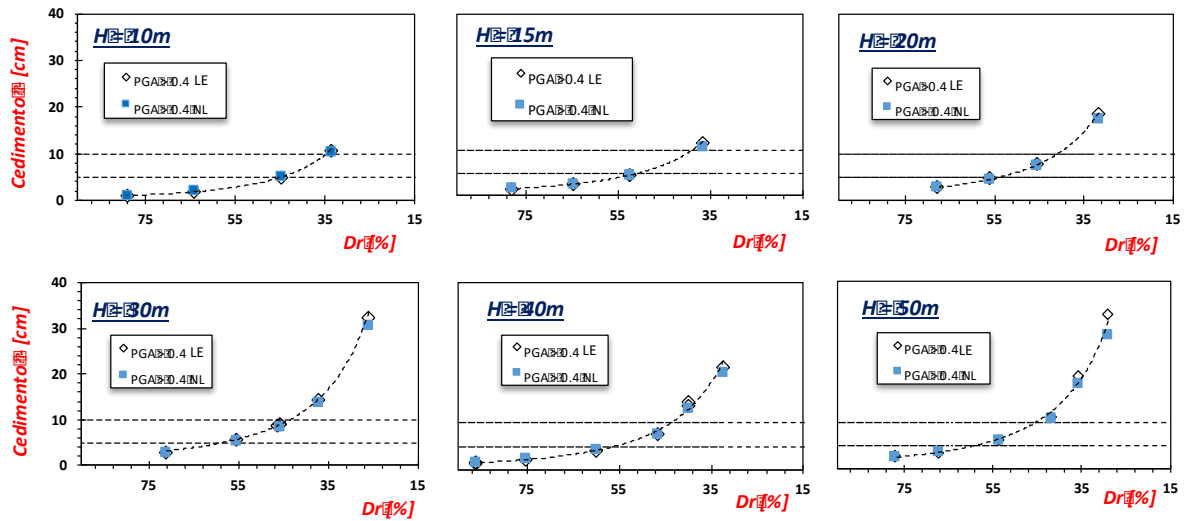 40
H = 10m
H = 15m
H = 20m
30
PGA > 0.4 LE
PGA > 0.4 LE
PGA > 0.4 LE
20
PGA > 0.4 NL
PGA > 0.4 NL
PGA > 0.4 NL
10
0
Cedimento [cm]
75 55 35 15
75 55 35 15
75 55 35 15
Dr [%]
Dr [%]
Dr [%]
40
H = 30m
H = 40m
H = 50m
30
PGA > 0.4 LE
PGA > 0.4 LE
PGA > 0.4 LE
20
PGA > 0.4 NL
PGA > 0.4 NL
PGA > 0.4 NL
10
0
Cedimento [cm]
75 55 35 15
75 55 35 15
75 55 35 15
Dr [%]
Dr [%]
Dr [%]